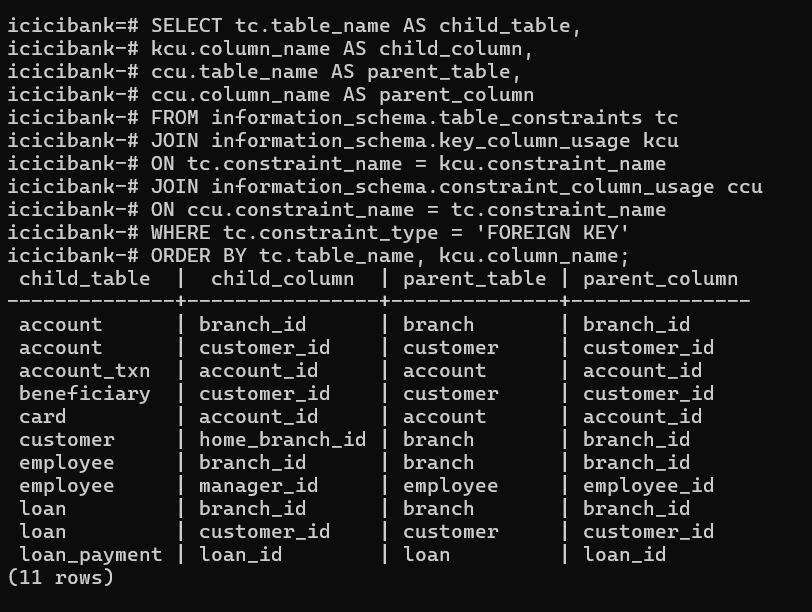 icicibank=# SELECT tc.table_name AS child_table,
icicibank-# kcu.column_name AS child_column,
icicibank-# ccu.table_name AS parent_table,
icicibank-# ccu.column_name AS parent_column
icicibank-# FROM information_schema.table_constraints tc
icicibank-# JOIN information_schema.key_column_usage kcu
icicibank-# ON tc.constraint_name = kcu.constraint_name
icicibank-# JOIN information_schema.constraint_column_usage ccu
icicibank-# ON ccu.constraint_name = tc.constraint_name
icicibank-# WHERE tc.constraint_type = 'FOREIGN KEY'
icicibank-# ORDER BY tc.table_name, kcu.column_name;
 child_table  |  child_column  | parent_table | parent_column
--------------+----------------+--------------+---------------
 account      | branch_id      | branch       | branch_id
 account      | customer_id    | customer     | customer_id
 account_txn  | account_id     | account      | account_id
 beneficiary  | customer_id    | customer     | customer_id
 card         | account_id     | account      | account_id
 customer     | home_branch_id | branch       | branch_id
 employee     | branch_id      | branch       | branch_id
 employee     | manager_id     | employee     | employee_id
 loan         | branch_id      | branch       | branch_id
 loan         | customer_id    | customer     | customer_id
 loan_payment | loan_id        | loan         | loan_id
(11 rows)